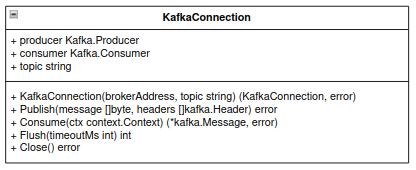 KafkaConnection
+ producer Kafka.Producer
+ consumer Kafka.Consumer
+ topic string
+ KafkaConnection(brokerAddress, topic string) (KafkaConnection, error)
+ Publish(message []byte, headers []kafka.Header) error
+ Consume(ctx context.Context) (*kafka.Message, error)
+ Flush(timeoutMs int) int
+ Close() error